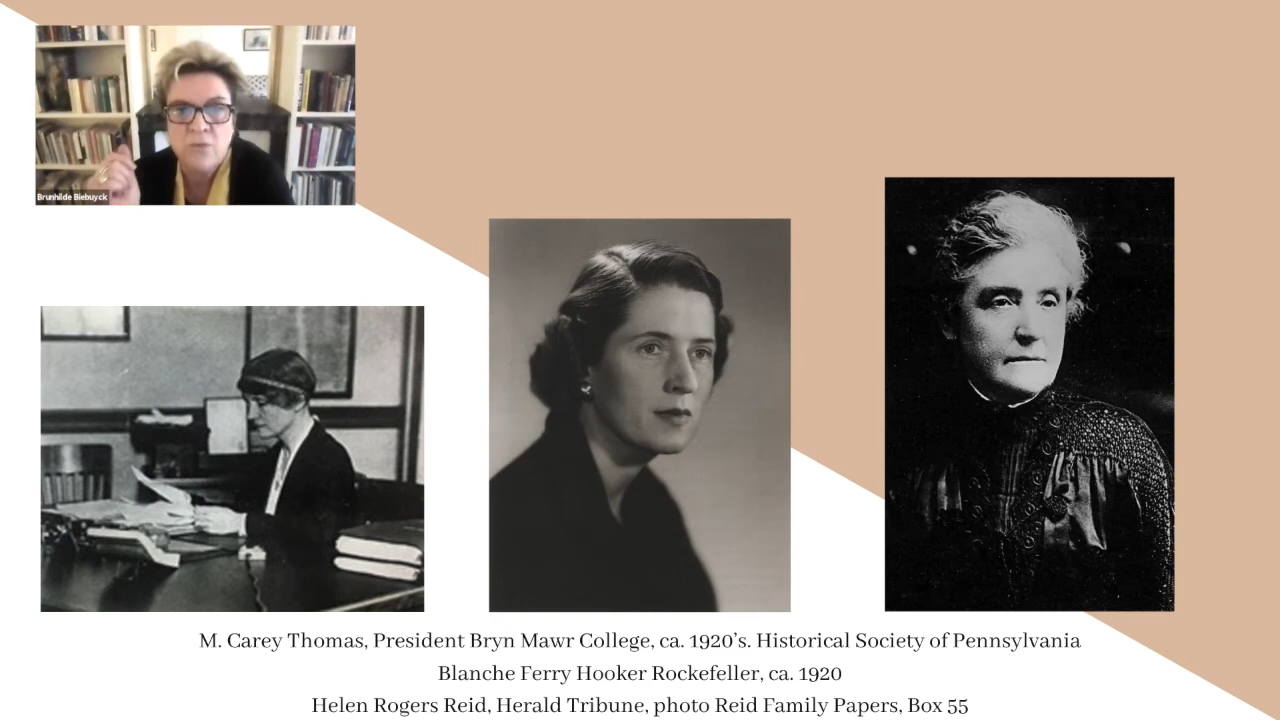 Brunhilde Biebuyck
M. Carey Thomas, President Bryn Mawr College, ca. 1920’s. Historical Society of Pennsylvania
Blanche Ferry Hooker Rockefeller, ca. 1920
Helen Rogers Reid, Herald Tribune, photo Reid Family Papers, Box 55